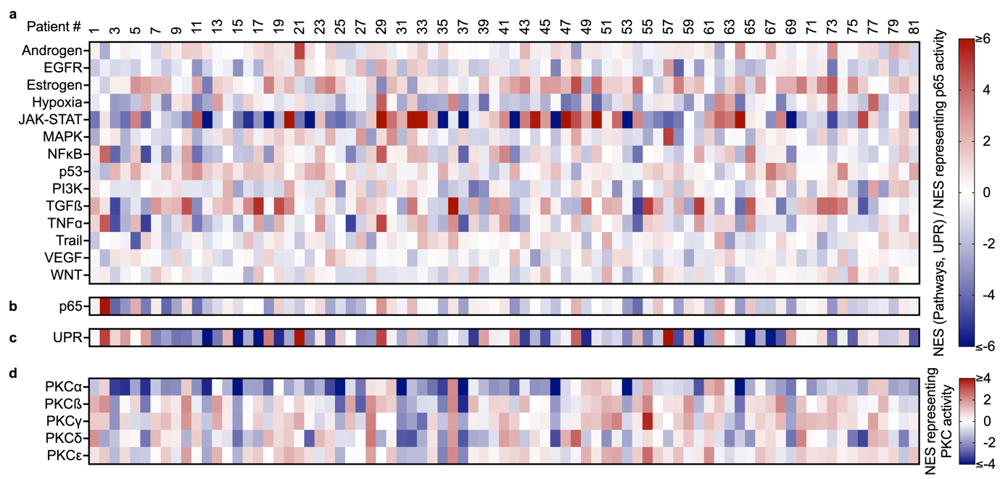 a
Patient # 1 3 5 7 9 11 13 15 17 19 21 23 25 27 29 31 33 35 37 39 41 43 45 47 49 51 53 55 57 59 61 63 65 67 69 71 73 75 77 79 81
Androgen
EGFR
Estrogen
Hypoxia
JAK-STAT
MAPK
NFκB
p53
PI3K
TGFß
TNFα
Trail
VEGF
WNT
b
p65
c
UPR
d
PKCα
PKCß
PKCγ
PKCδ
PKCε
NES (Pathways, UPR) / NES representing p65 activity
≥6
4
2
0
-2
-4
≤-6
NES representing
PKC activity
≥4
2
0
-2
≤-4